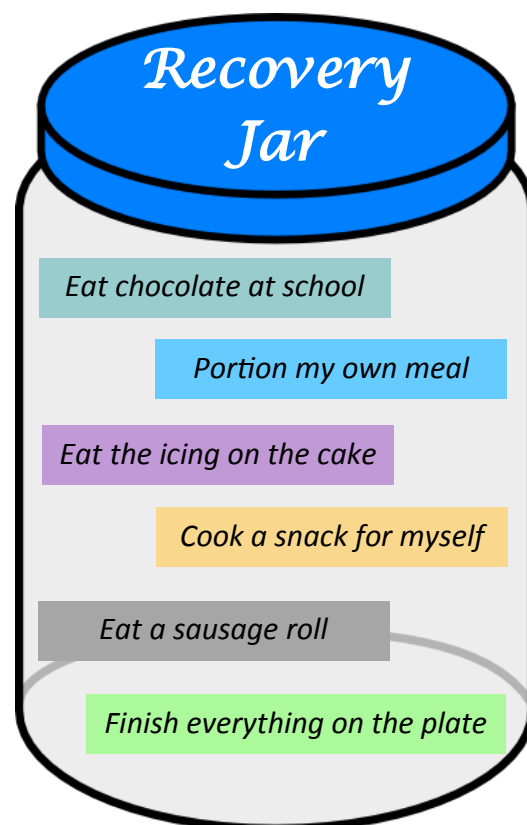 Recovery
Jar
Eat chocolate at school
Portion my own meal
Eat the icing on the cake
Cook a snack for myself
Eat a sausage roll
Finish everything on the plate